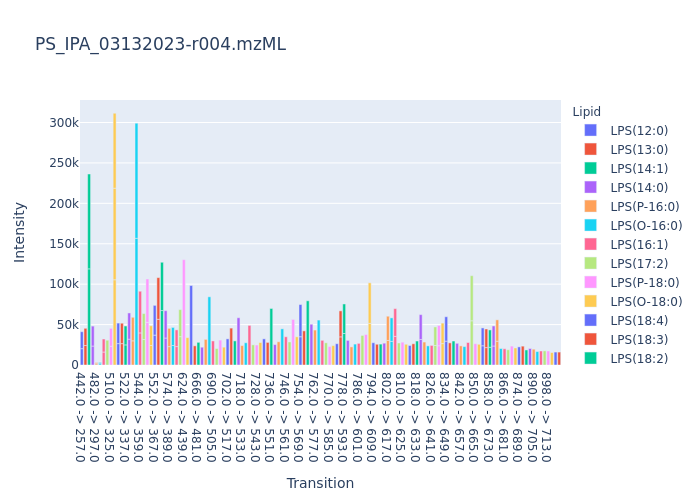 PS_IPA_03132023-r004.mzML
Intensity
300k
250k
200k
150k
100k
50k
0
442.0 -> 257.0
482.0 -> 297.0
510.0 -> 325.0
522.0 -> 337.0
544.0 -> 359.0
552.0 -> 367.0
574.0 -> 389.0
624.0 -> 439.0
666.0 -> 481.0
690.0 -> 505.0
702.0 -> 517.0
718.0 -> 533.0
728.0 -> 543.0
736.0 -> 551.0
746.0 -> 561.0
754.0 -> 569.0
762.0 -> 577.0
770.0 -> 585.0
778.0 -> 593.0
786.0 -> 601.0
794.0 -> 609.0
802.0 -> 617.0
810.0 -> 625.0
818.0 -> 633.0
826.0 -> 641.0
834.0 -> 649.0
842.0 -> 657.0
850.0 -> 665.0
858.0 -> 673.0
866.0 -> 681.0
874.0 -> 689.0
890.0 -> 705.0
898.0 -> 713.0
Transition
Lipid
LPS(12:0)
LPS(13:0)
LPS(14:1)
LPS(14:0)
LPS(P-16:0)
LPS(O-16:0)
LPS(16:1)
LPS(17:2)
LPS(P-18:0)
LPS(O-18:0)
LPS(18:4)
LPS(18:3)
LPS(18:2)